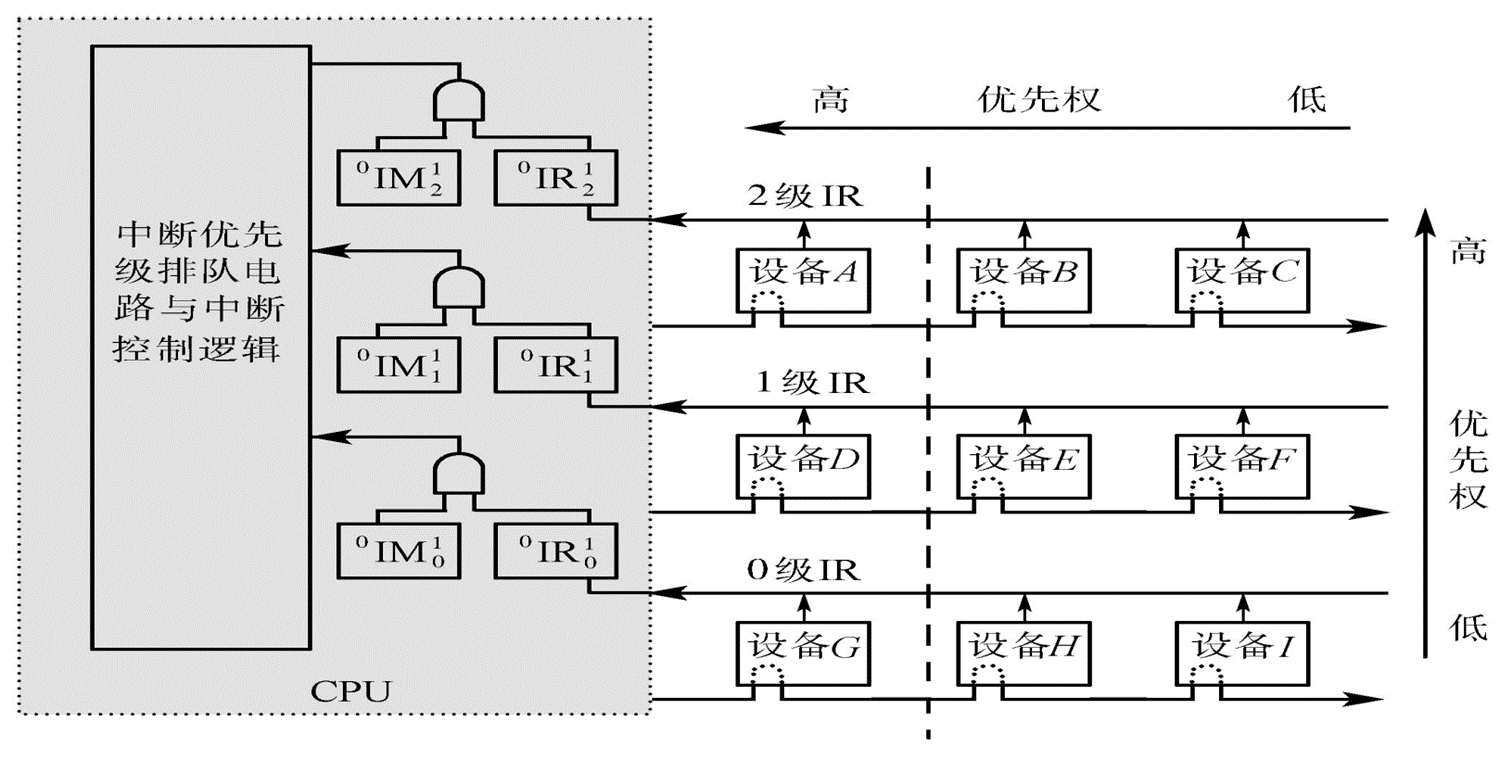 高 优先权 低
⁰IM¹₂ ⁰IR¹₂
2级IR
设备A 设备B 设备C
高
中断优先
级排队电
路与中断
控制逻辑
⁰IM¹₁ ⁰IR¹₁
1级IR
设备D 设备E 设备F
优
先
权
⁰IM¹₀ ⁰IR¹₀
0级IR
设备G 设备H 设备I
低
CPU